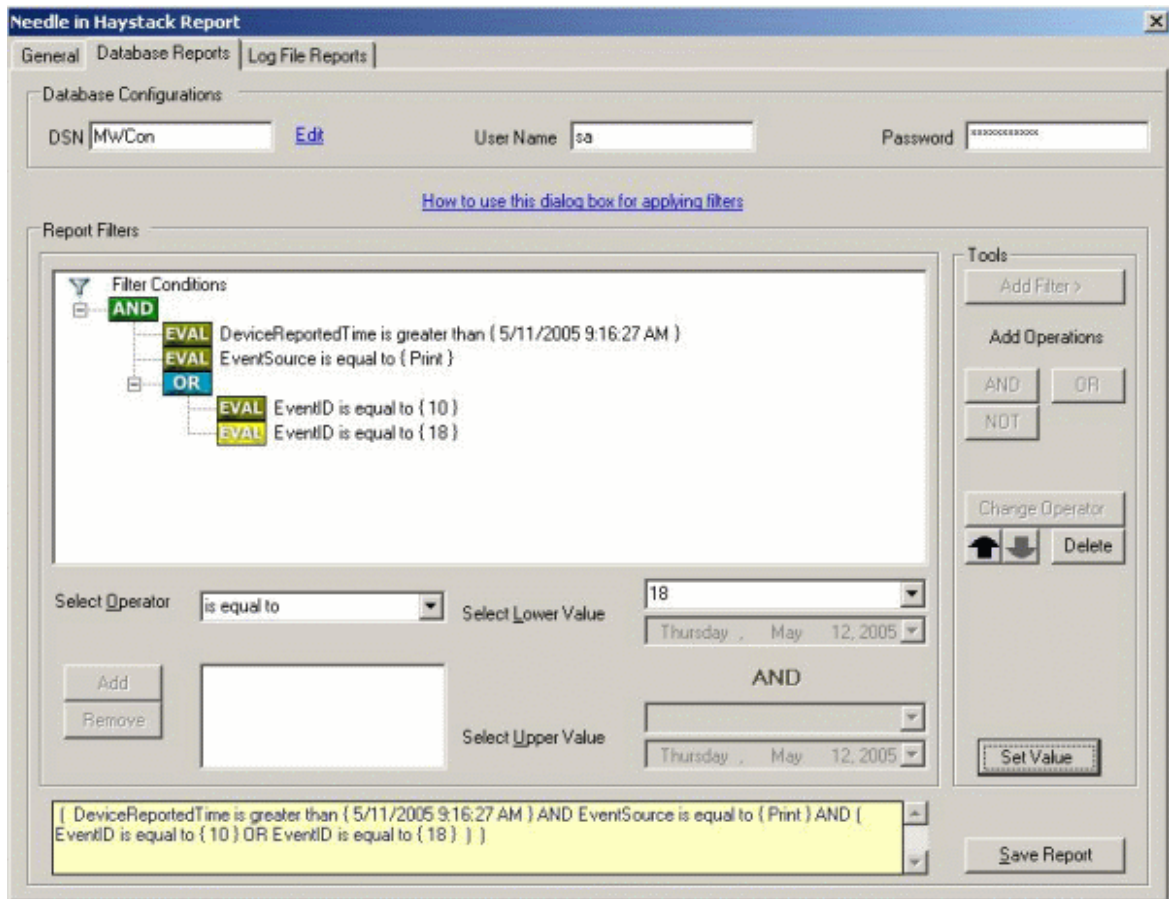 Needle in Haystack Report
General Database Reports Log File Reports
Database Configurations
DSN MWCon Edit User Name sa Password xxxxxxxxxxx
How to use this dialog box for applying filters
Report Filters
Filter Conditions
AND
EVAL DeviceReportedTime is greater than { 5/11/2005 9:16:27 AM }
EVAL EventSource is equal to { Print }
OR
EVAL EventID is equal to { 10 }
EVAL EventID is equal to { 18 }
Tools
Add Filter >
Add Operations
AND OR
NOT
Change Operator
Delete
Select Operator is equal to Select Lower Value 18
Thursday , May 12, 2005
Add
Remove
AND
Select Upper Value
Thursday , May 12, 2005
Set Value
( DeviceReportedTime is greater than { 5/11/2005 9:16:27 AM } AND EventSource is equal to { Print } AND (
EventID is equal to { 10 } OR EventID is equal to { 18 } ) )
Save Report